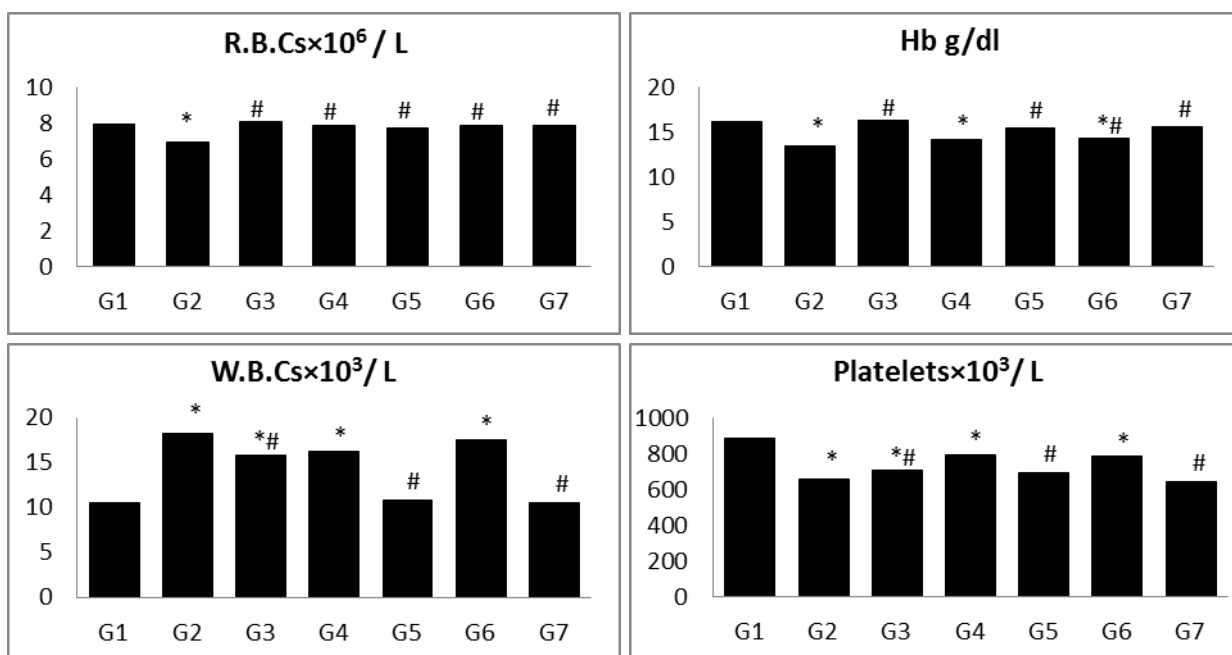 R.B.Cs×10⁶ / L
10
8
6
4
2
0
* # # # # #
G1 G2 G3 G4 G5 G6 G7
Hb g/dl
20
15
10
5
0
* # * # *# #
G1 G2 G3 G4 G5 G6 G7
W.B.Cs×10³/ L
20
15
10
5
0
* *# * # * #
G1 G2 G3 G4 G5 G6 G7
Platelets×10³/ L
1000
800
600
400
200
0
* *# * # * #
G1 G2 G3 G4 G5 G6 G7